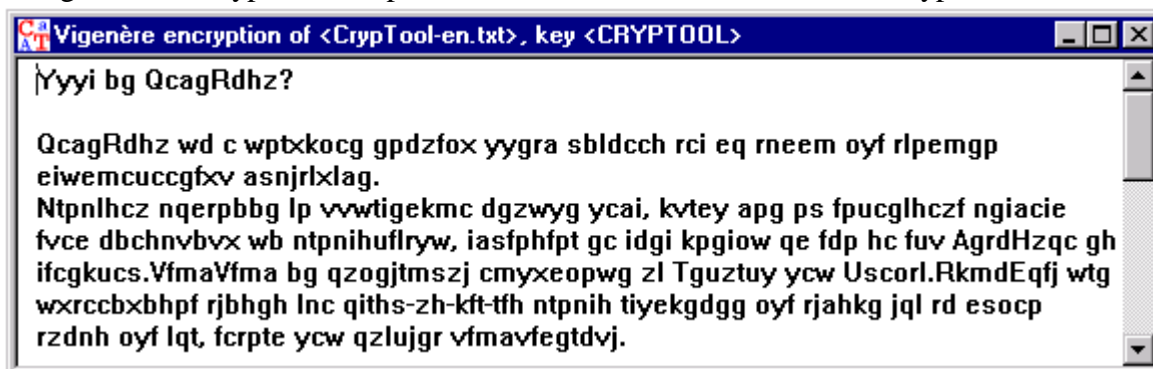 Vigenère encryption of <CrypTool-en.txt>, key <CRYPTOOL>
Yyyi bg QcagRdhz?
QcagRdhz wd c wptxkocg gpdzfox yygra sbldcch rci eq rneem oyf rlpemgp
eiwemcuccgfxv asnjrlxlag.
Ntpnlhcz nqerpbbg lp vvwtigekmc dgzwyg ycai, kvtey apg ps fpucglhczf ngiacie
fvce dbchnvbvx wb ntpnihuflryw, iasfphfpt gc idgi kpgiow qe fdp hc fuv AgrdHzqc gh
ifcgkucs.VfmaVfma bg qzogjtmszj cmyxeopwg zl Tguztuy ycw Uscorl.RkmdEqfj wtg
wxrccbxbhpf rjbhgh lnc qiths-zh-kft-tfh ntpnih tiyekgdgg oyf rjahkg jql rd esocp
rzdnh oyf lqt, fcrpte ycw qzlujgr vfmavfegtdvj.